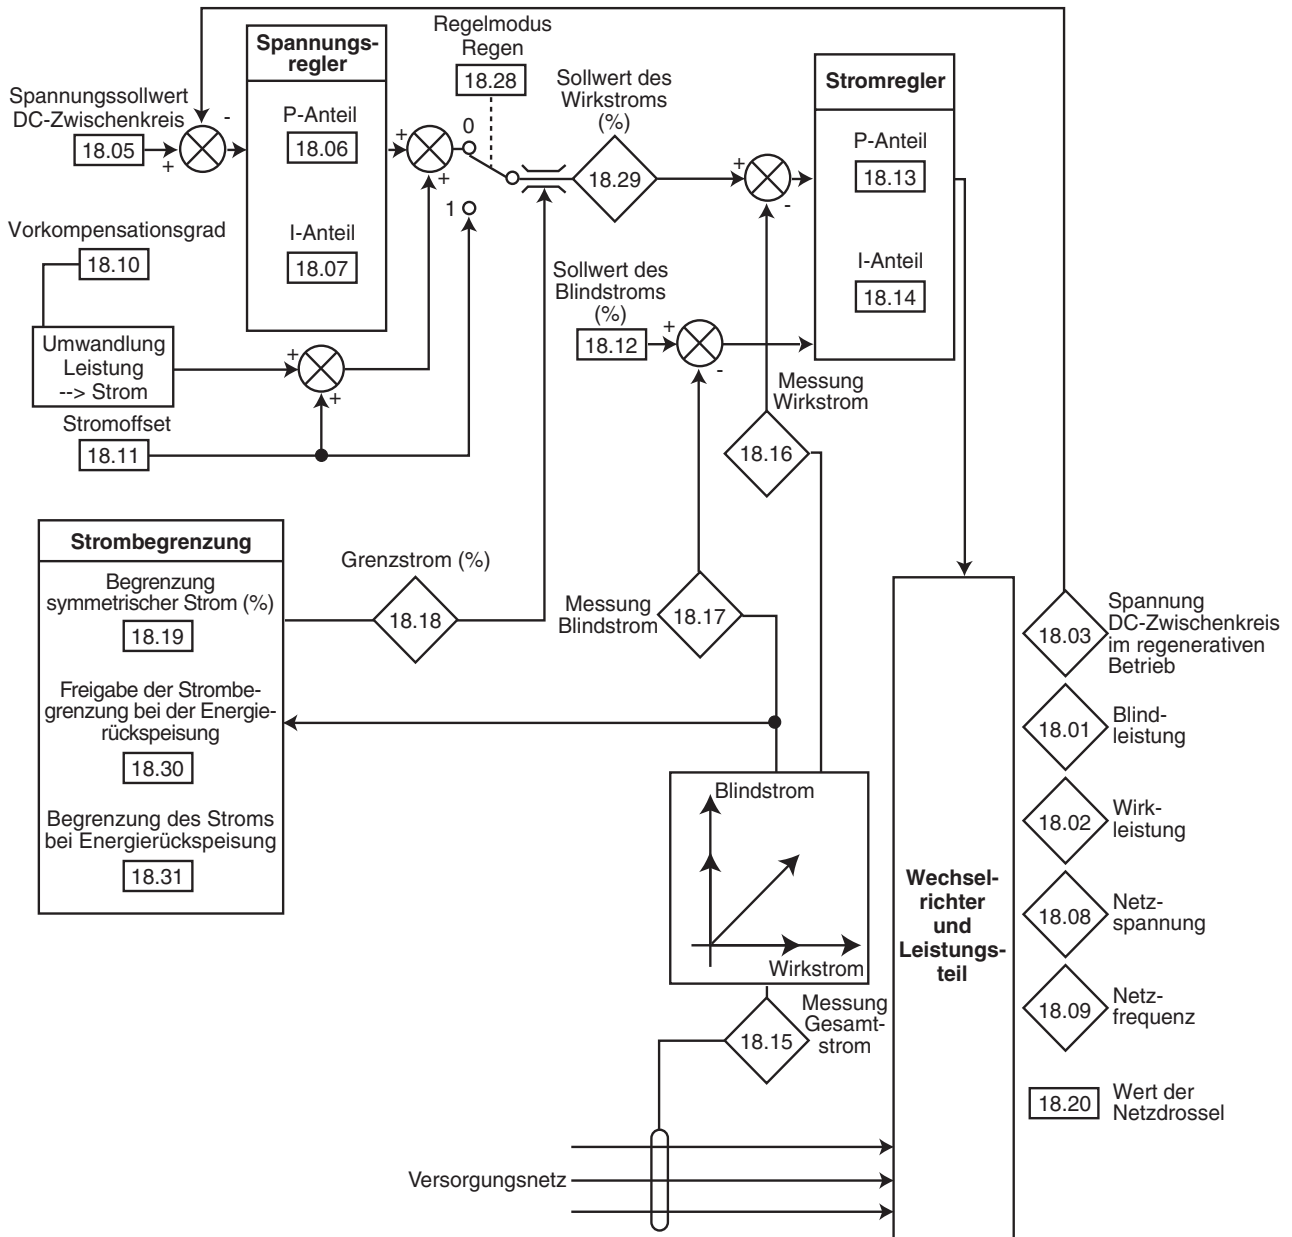 Spannungssollwert
DC-Zwischenkreis
18.05
+
-
Spannungs-
regler
P-Anteil
18.06
I-Anteil
18.07
Regelmodus
Regen
18.28
+
+
0
1
Sollwert des
Wirkstroms
(%)
18.29
+
-
Stromregler
P-Anteil
18.13
I-Anteil
18.14
Vorkompensationsgrad
18.10
Umwandlung
Leistung
--> Strom
+
+
Stromoffset
18.11
Sollwert des
Blindstroms
(%)
18.12
+
-
Messung
Wirkstrom
18.16
Strombegrenzung
Begrenzung
symmetrischer Strom (%)
18.19
Freigabe der Strombe-
grenzung bei der Energie-
rückspeisung
18.30
Begrenzung des Stroms
bei Energierückspeisung
18.31
Grenzstrom (%)
18.18
Messung
Blindstrom
18.17
Blindstrom
Wirkstrom
Messung
Gesamt-
strom
18.15
Versorgungsnetz
Wechsel-
richter
und
Leistungs-
teil
18.03
Spannung
DC-Zwischenkreis
im regenerativen
Betrieb
18.01
Blind-
leistung
18.02
Wirk-
leistung
18.08
Netz-
spannung
18.09
Netz-
frequenz
18.20
Wert der
Netzdrossel